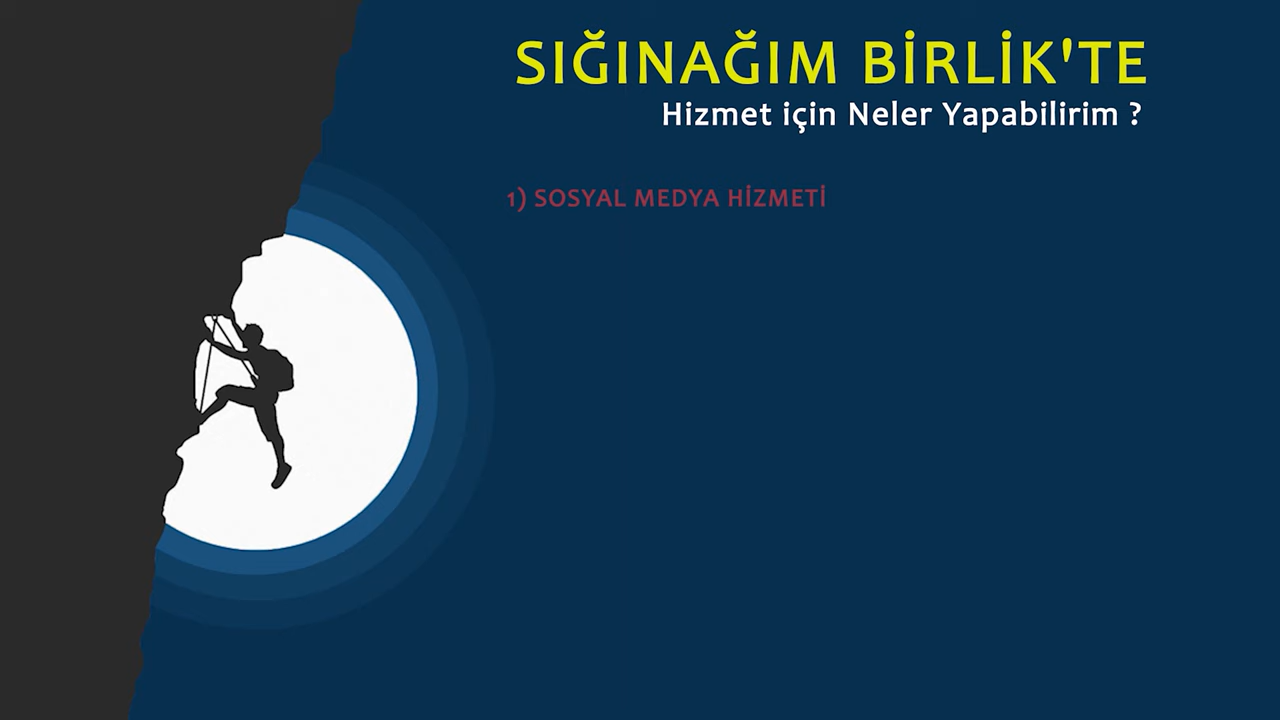 SIĞINAĞIM BİRLİK'TE
Hizmet için Neler Yapabilirim ?
1) SOSYAL MEDYA HİZMETİ